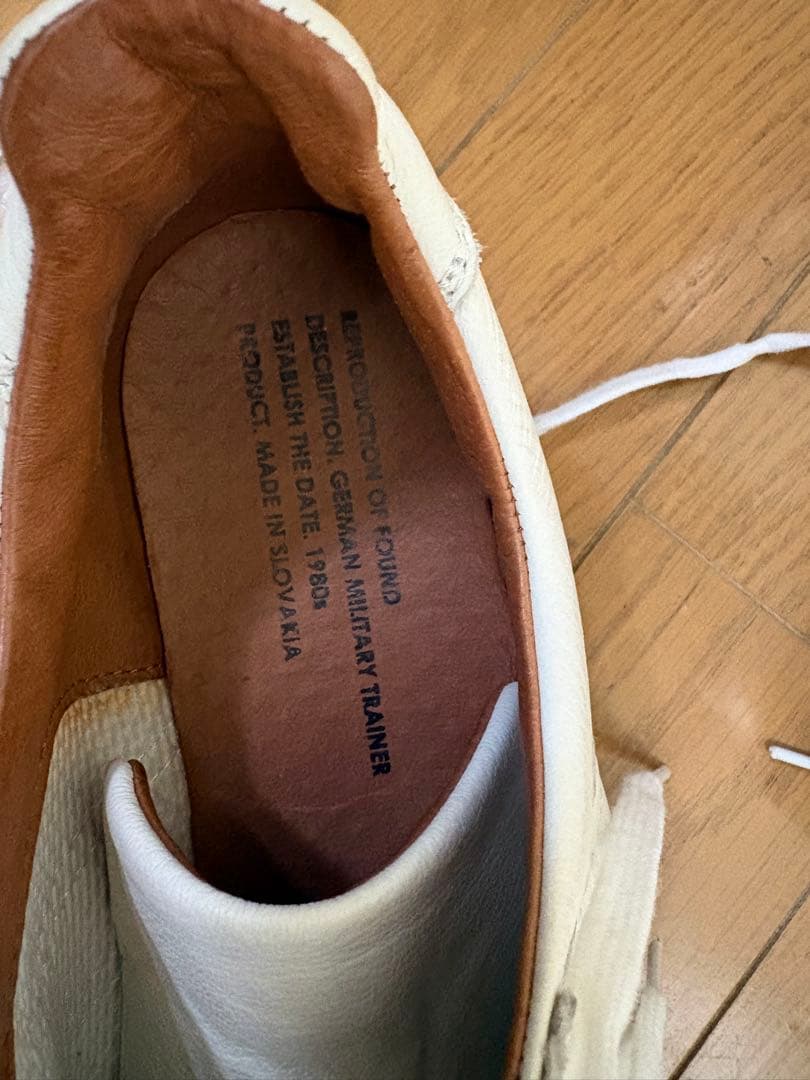 REPRODUCTION OF FOUND
DESCRIPTION. GERMAN MILITARY TRAINER
ESTABLISH THE DATE. 1980s
PRODUCT. MADE IN SLOVAKIA